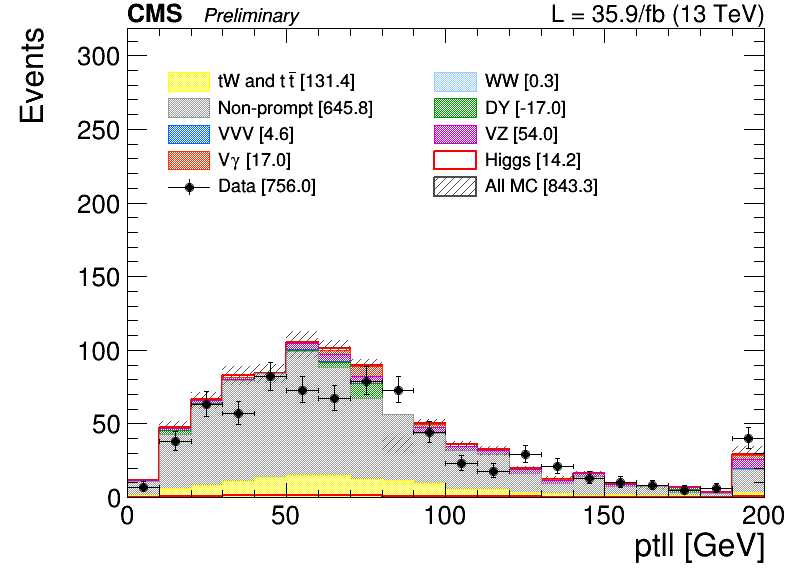 CMS Preliminary L = 35.9/fb (13 TeV)
Events
tW and t t̄ [131.4] WW [0.3]
Non-prompt [645.8] DY [-17.0]
VVV [4.6] VZ [54.0]
Vγ [17.0] Higgs [14.2]
Data [756.0] All MC [843.3]
300
250
200
150
100
50
0
0 50 100 150 200
ptll [GeV]